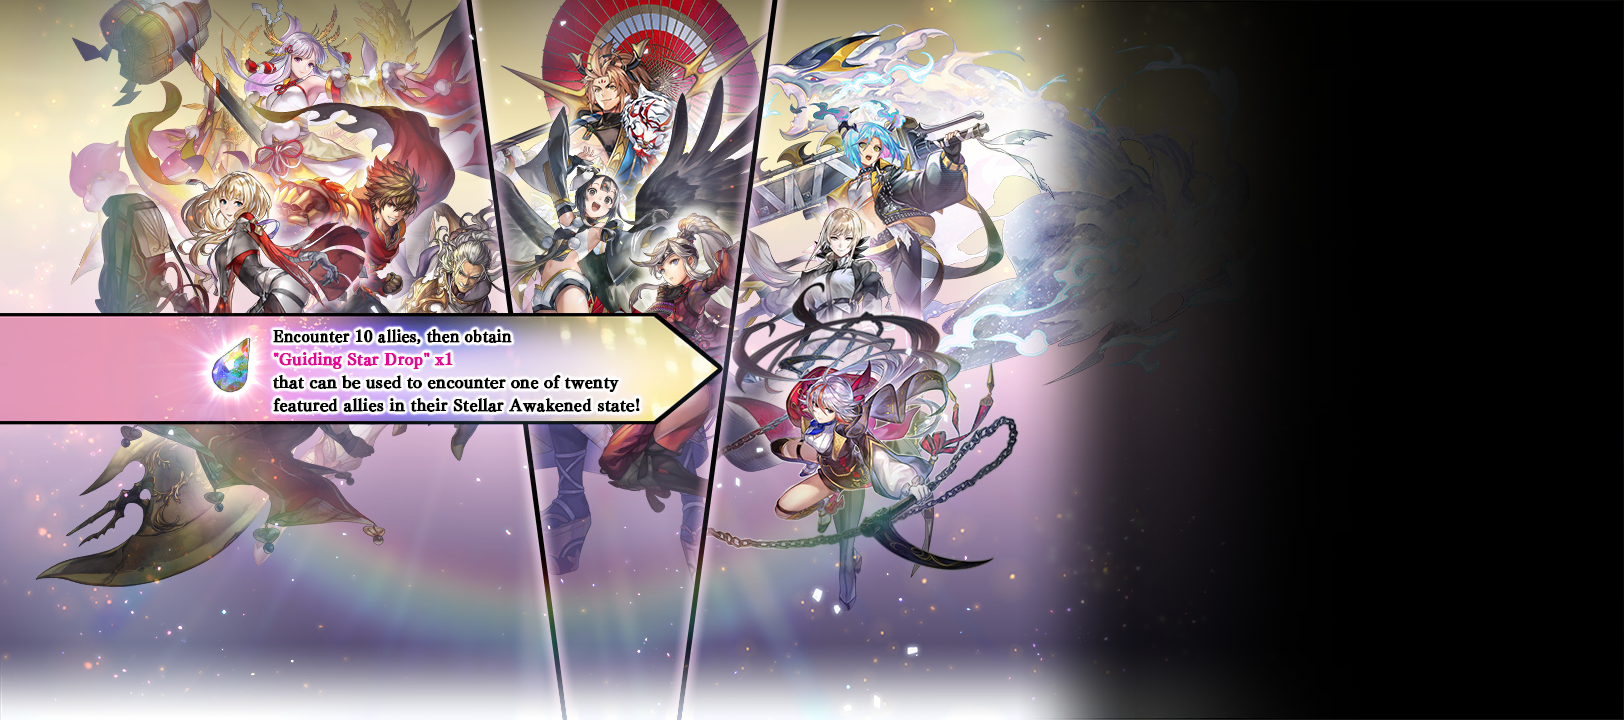 Encounter 10 allies, then obtain
"Guiding Star Drop" x1
that can be used to encounter one of twenty
featured allies in their Stellar Awakened state!